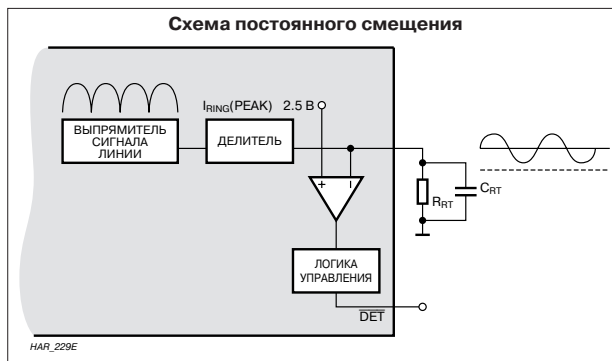 Схема постоянного смещения
I_RING(PEAK) 2.5 В
ВЫПРЯМИТЕЛЬ
СИГНАЛА
ЛИНИИ
ДЕЛИТЕЛЬ
+ −
R_RT
C_RT
ЛОГИКА
УПРАВЛЕНИЯ
DET
HAR_229E